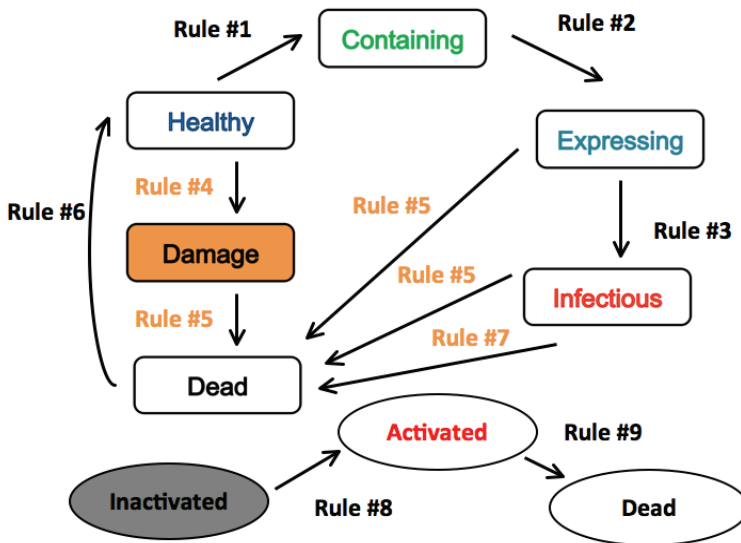 Rule #1
Containing
Rule #2
Healthy
Expressing
Rule #4
Rule #5
Rule #6
Rule #3
Damage
Rule #5
Infectious
Rule #5
Rule #7
Dead
Activated
Rule #9
Inactivated
Rule #8
Dead